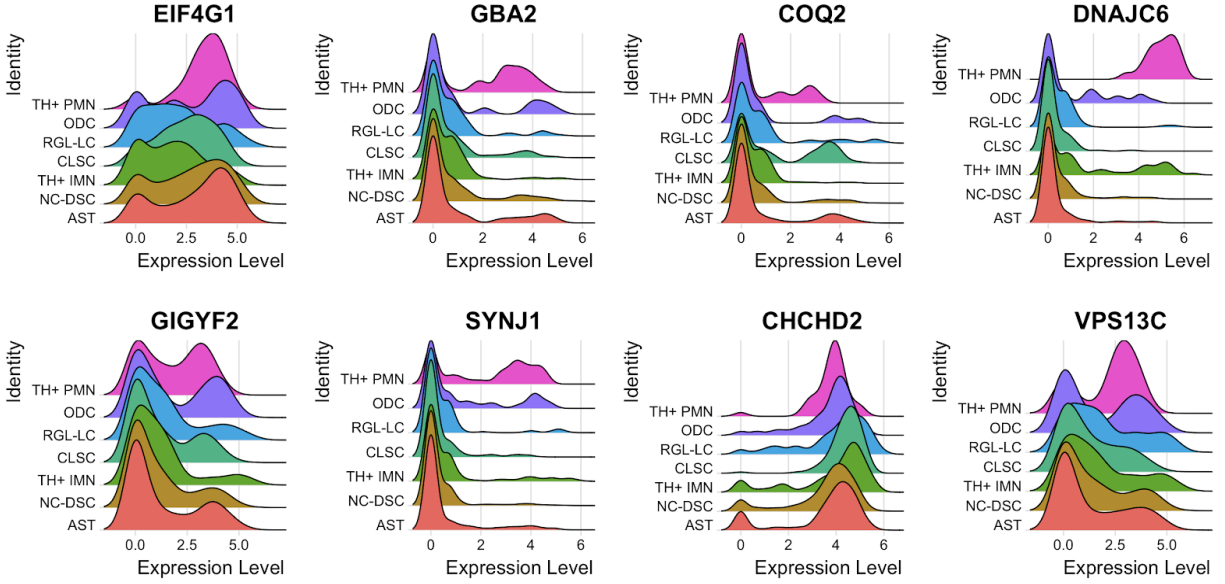 EIF4G1
Identity
TH+ PMN
ODC
RGL-LC
CLSC
TH+ IMN
NC-DSC
AST
0.0 2.5 5.0
Expression Level
GBA2
Identity
TH+ PMN
ODC
RGL-LC
CLSC
TH+ IMN
NC-DSC
AST
0 2 4 6
Expression Level
COQ2
Identity
TH+ PMN
ODC
RGL-LC
CLSC
TH+ IMN
NC-DSC
AST
0 2 4 6
Expression Level
DNAJC6
Identity
TH+ PMN
ODC
RGL-LC
CLSC
TH+ IMN
NC-DSC
AST
0 2 4 6
Expression Level
GIGYF2
Identity
TH+ PMN
ODC
RGL-LC
CLSC
TH+ IMN
NC-DSC
AST
0.0 2.5 5.0
Expression Level
SYNJ1
Identity
TH+ PMN
ODC
RGL-LC
CLSC
TH+ IMN
NC-DSC
AST
0 2 4 6
Expression Level
CHCHD2
Identity
TH+ PMN
ODC
RGL-LC
CLSC
TH+ IMN
NC-DSC
AST
0 2 4 6
Expression Level
VPS13C
Identity
TH+ PMN
ODC
RGL-LC
CLSC
TH+ IMN
NC-DSC
AST
0.0 2.5 5.0
Expression Level